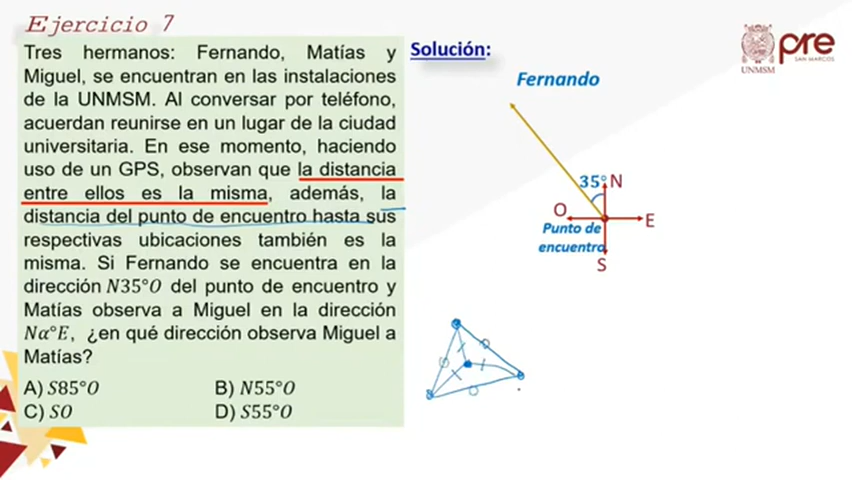 Ejercicio 7
Tres hermanos: Fernando, Matías y
Miguel, se encuentran en las instalaciones
de la UNMSM. Al conversar por teléfono,
acuerdan reunirse en un lugar de la ciudad
universitaria. En ese momento, haciendo
uso de un GPS, observan que la distancia
entre ellos es la misma, además, la
distancia del punto de encuentro hasta sus
respectivas ubicaciones también es la
misma. Si Fernando se encuentra en la
dirección N35°O del punto de encuentro y
Matías observa a Miguel en la dirección
Nα°E, ¿en qué dirección observa Miguel a
Matías?
A) S85°O
B) N55°O
C) SO
D) S55°O
Solución:
UNMSM
pre
SAN MARCOS
Fernando
35°
N
O
E
Punto de
encuentro
S